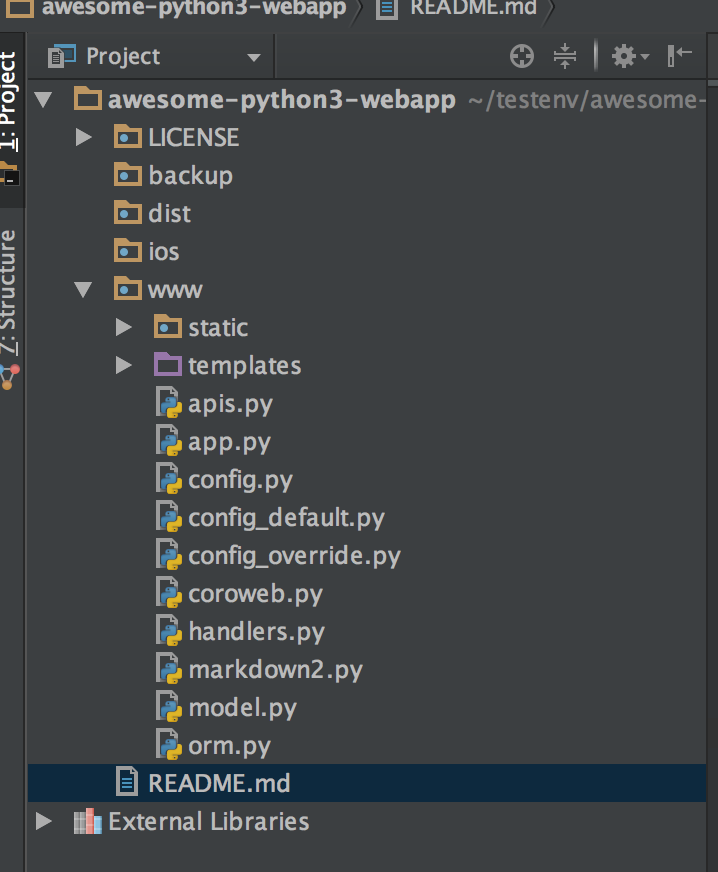 awesome-python3-webapp README.md
Project
1: Project
7: Structure
awesome-python3-webapp ~/testenv/awesome-
LICENSE
backup
dist
ios
www
static
templates
apis.py
app.py
config.py
config_default.py
config_override.py
coroweb.py
handlers.py
markdown2.py
model.py
orm.py
README.md
External Libraries